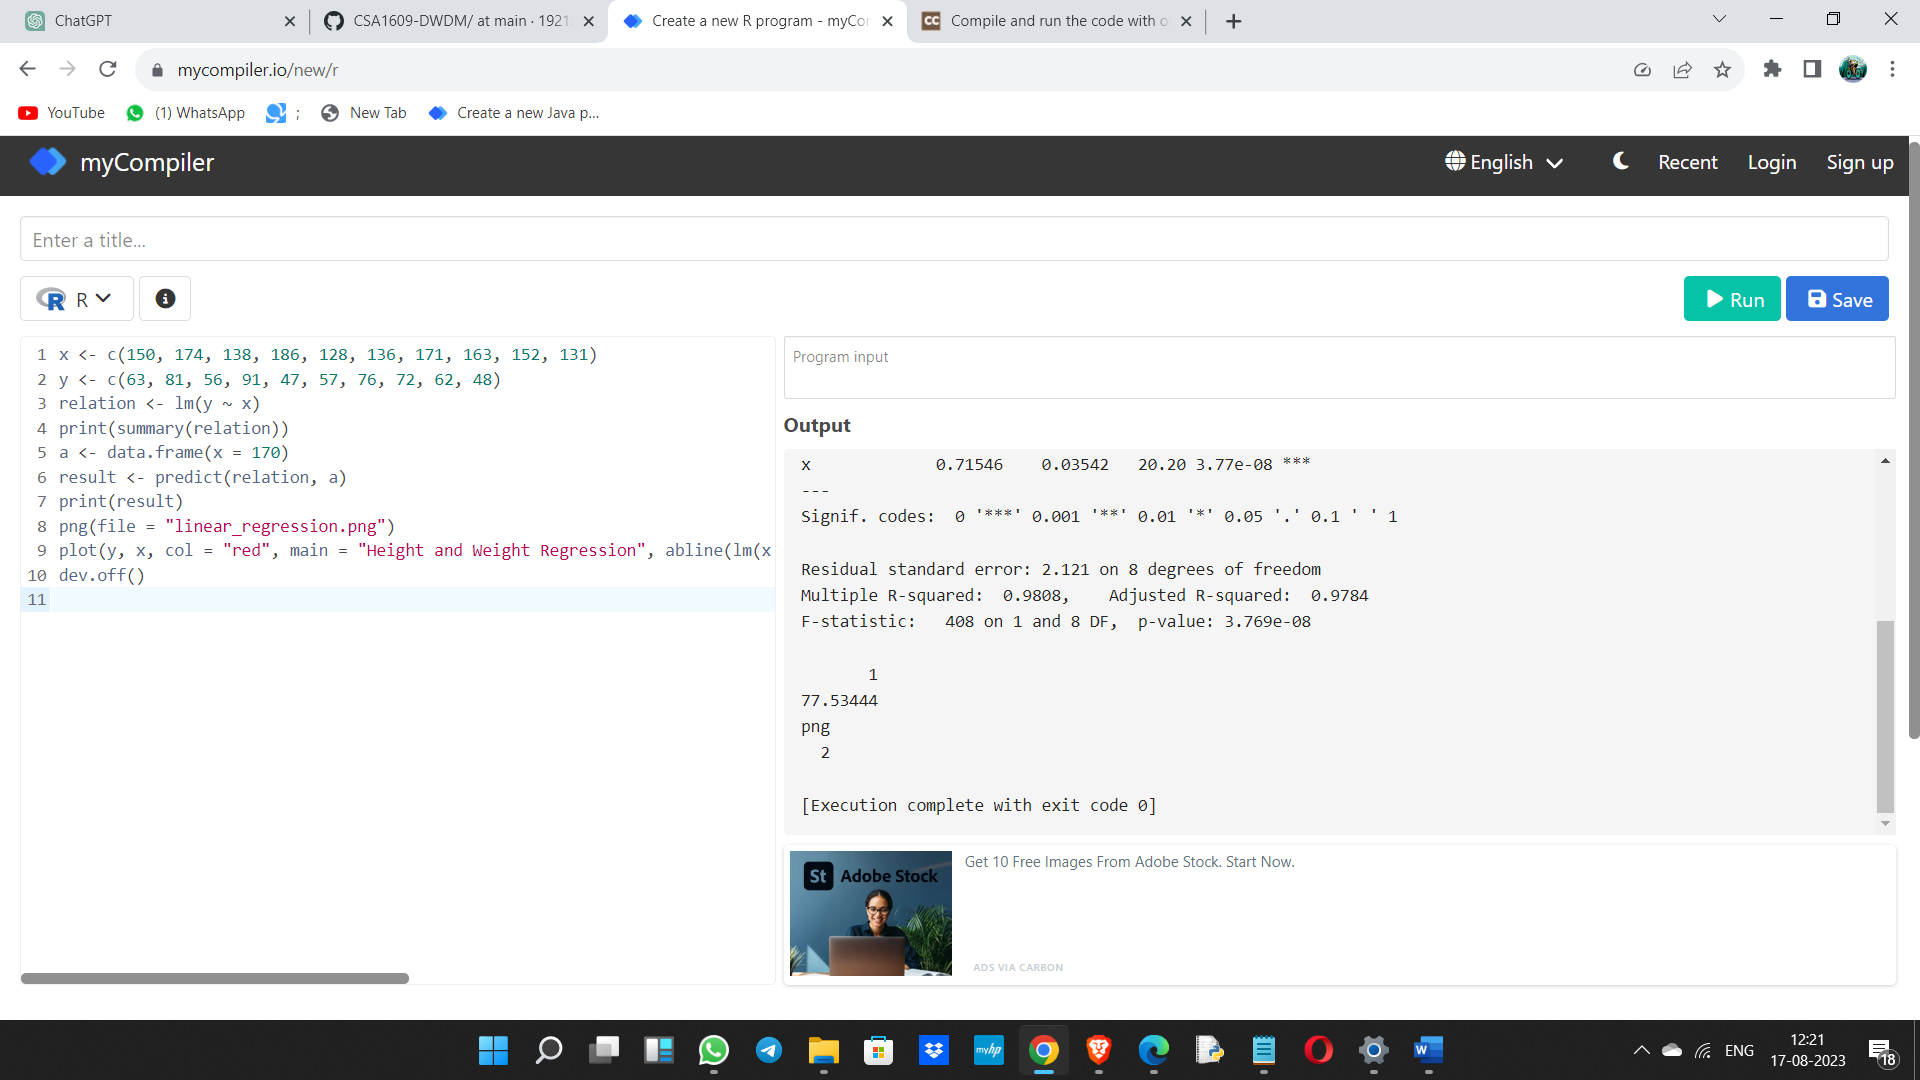 ChatGPT
CSA1609-DWDM/ at main · 1921
Create a new R program - myCo
CC Compile and run the code with o
mycompiler.io/new/r
YouTube
(1) WhatsApp
;
New Tab
Create a new Java p...
myCompiler
English
Recent
Login
Sign up
Enter a title...
R R
Run
Save
1 x <- c(150, 174, 138, 186, 128, 136, 171, 163, 152, 131)
2 y <- c(63, 81, 56, 91, 47, 57, 76, 72, 62, 48)
3 relation <- lm(y ~ x)
4 print(summary(relation))
5 a <- data.frame(x = 170)
6 result <- predict(relation, a)
7 print(result)
8 png(file = "linear_regression.png")
9 plot(y, x, col = "red", main = "Height and Weight Regression", abline(lm(x
10 dev.off()
11
Program input
Output
x 0.71546 0.03542 20.20 3.77e-08 ***
---
Signif. codes: 0 '***' 0.001 '**' 0.01 '*' 0.05 '.' 0.1 ' ' 1
Residual standard error: 2.121 on 8 degrees of freedom
Multiple R-squared: 0.9808, Adjusted R-squared: 0.9784
F-statistic: 408 on 1 and 8 DF, p-value: 3.769e-08
1
77.53444
png
2
[Execution complete with exit code 0]
St Adobe Stock
Get 10 Free Images From Adobe Stock. Start Now.
ADS VIA CARBON
myhp
W
ENG
12:21
17-08-2023
18